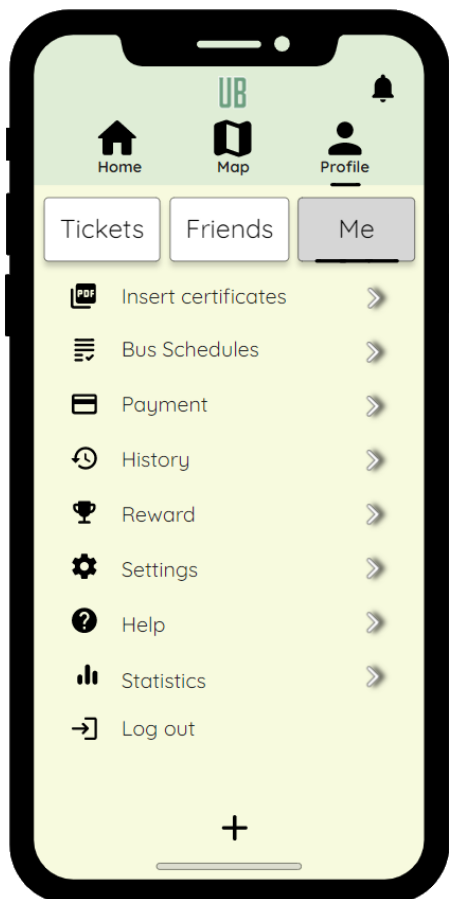 UB
Home Map Profile
Tickets Friends Me
PDF Insert certificates
Bus Schedules
Payment
History
Reward
Settings
? Help
Statistics
Log out
+